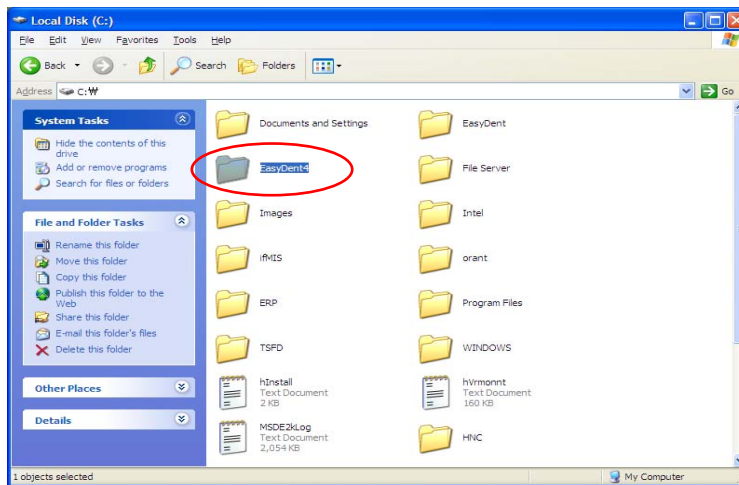 Local Disk (C:)
File Edit View Favorites Tools Help
Back Search Folders
Address C:₩ Go
System Tasks
Hide the contents of this
drive
Add or remove programs
Search for files or folders
File and Folder Tasks
Rename this folder
Move this folder
Copy this folder
Publish this folder to the
Web
Share this folder
E-mail this folder's files
Delete this folder
Other Places
Details
Documents and Settings
EasyDent
EasyDent4
File Server
Images
Intel
ifMIS
orant
ERP
Program Files
TSFD
WINDOWS
hInstall
Text Document
2 KB
hVrmonnt
Text Document
160 KB
MSDE2kLog
Text Document
2,054 KB
HNC
1 objects selected
My Computer